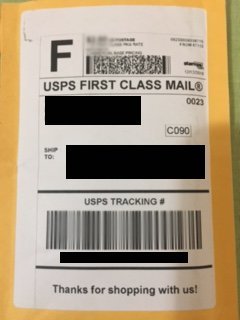 F
POSTAGE
USPS FIRST CLASS MAIL®
0023
C090
SHIP
TO:
USPS TRACKING #
Thanks for shopping with us!